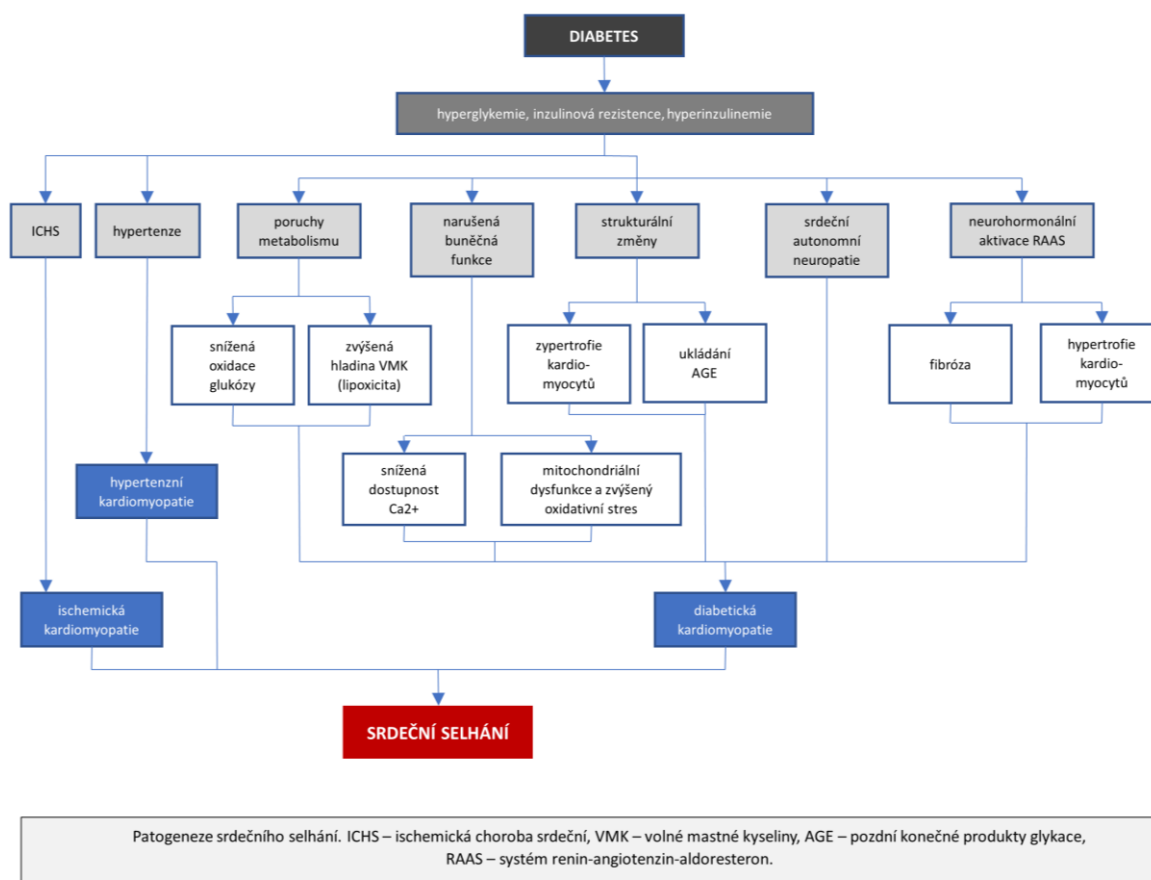 DIABETES
hyperglykemie, inzulinová rezistence, hyperinzulinemie
ICHS
hypertenze
poruchy
metabolismu
narušená
buněčná
funkce
strukturální
změny
srdeční
autonomní
neuropatie
neurohormonální
aktivace RAAS
snížená
oxidace
glukózy
zvýšená
hladina VMK
(lipoxicita)
zypertrofie
kardio-
myocytů
ukládání
AGE
fibróza
hypertrofie
kardio-
myocytů
hypertenzní
kardiomyopatie
snížená
dostupnost
Ca2+
mitochondriální
dysfunkce a zvýšený
oxidativní stres
ischemická
kardiomyopatie
diabetická
kardiomyopatie
SRDEČNÍ SELHÁNÍ
Patogeneze srdečního selhání. ICHS – ischemická choroba srdeční, VMK – volné mastné kyseliny, AGE – pozdní konečné produkty glykace,
RAAS – systém renin-angiotenzin-aldoresteron.